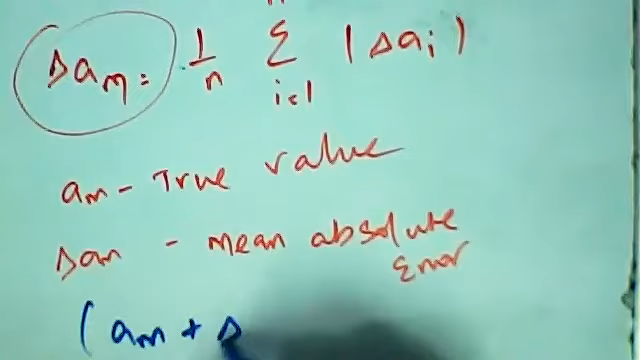 Δam = 1/n n Σ i=1 |Δai|
am - True value
Δam - mean absolute
Error
(am + Δ